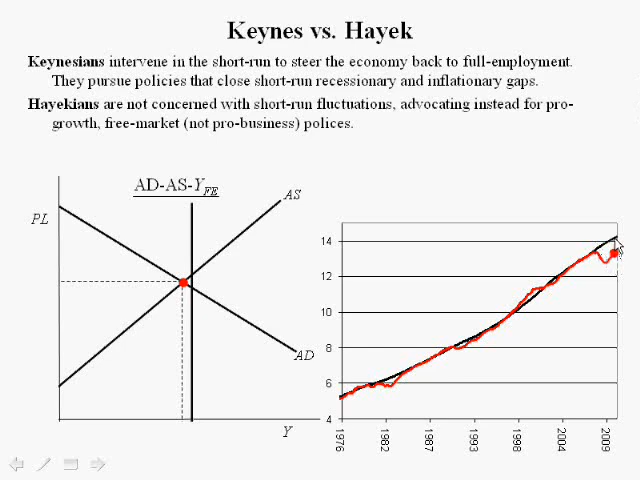 Keynes vs. Hayek
Keynesians intervene in the short-run to steer the economy back to full-employment.
They pursue policies that close short-run recessionary and inflationary gaps.
Hayekians are not concerned with short-run fluctuations, advocating instead for pro-
growth, free-market (not pro-business) polices.
AD-AS-Y_FE
AS
PL
AD
Y
14
12
10
8
6
4
1976
1982
1987
1993
1998
2004
2009